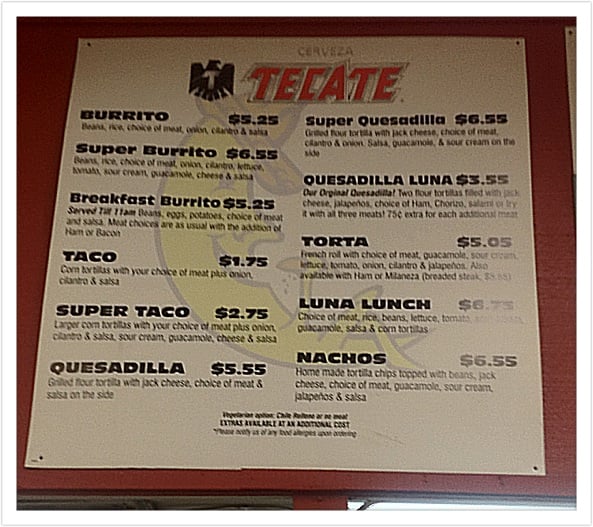 CERVEZA
TECATE
BURRITO $5.25
Beans, rice, choice of meat, onion, cilantro & salsa
Super Burrito $6.55
Beans, rice, choice of meat, onion, cilantro, lettuce,
tomato, sour cream, guacamole, cheese & salsa
Breakfast Burrito $5.25
Served Till 11am Beans, eggs, potatoes, choice of meat
and salsa. Meat choices are as usual with the addition of
Ham or Bacon
TACO $1.75
Corn tortillas with your choice of meat plus onion,
cilantro & salsa
SUPER TACO $2.75
Larger corn tortillas with your choice of meat plus onion,
cilantro & salsa, sour cream, guacamole, cheese & salsa
QUESADILLA $5.55
Grilled flour tortilla with jack cheese, choice of meat &
salsa on the side
Super Quesadilla $6.55
Grilled flour tortilla with jack cheese, choice of meat,
cilantro & onion. Salsa, guacamole, & sour cream on the
side
QUESADILLA LUNA $3.55
Our Orginal Quesadilla! Two flour tortillas filled with jack
cheese, jalapeños, choice of Ham, Chorizo, salami or try
it with all three meats! 75¢ extra for each additional meat
TORTA $5.05
French roll with choice of meat, guacamole, sour cream,
lettuce, tomato, onion, cilantro & jalapeños. Also
available with Ham or Milaneza (breaded steak,
LUNA LUNCH $6.75
Choice of meat, rice, beans, lettuce, tomato,
guacamole, salsa & corn tortillas
NACHOS $6.55
Home made tortilla chips topped with beans, jack
cheese, choice of meat, guacamole, sour cream,
jalapeños & salsa
Vegetarian option: Chile Relleno or no meat
EXTRAS AVAILABLE AT AN ADDITIONAL COST
*Please notify us of any food allergies upon ordering